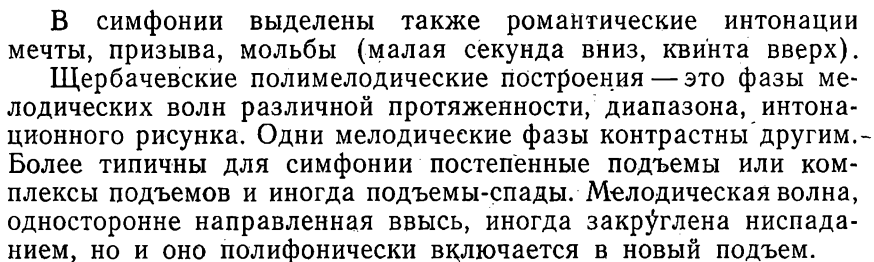 В симфонии выделены также романтические интонации
мечты, призыва, мольбы (малая секунда вниз, квинта вверх).
Щербачевские полимелодические построения — это фазы ме-
лодических волн различной протяженности, диапазона, интона-
ционного рисунка. Одни мелодические фазы контрастны другим.
Более типичны для симфонии постепенные подъемы или ком-
плексы подъемов и иногда подъемы-спады. Мелодическая волна,
односторонне направленная ввысь, иногда закруглена ниспада-
нием, но и оно полифонически включается в новый подъем.